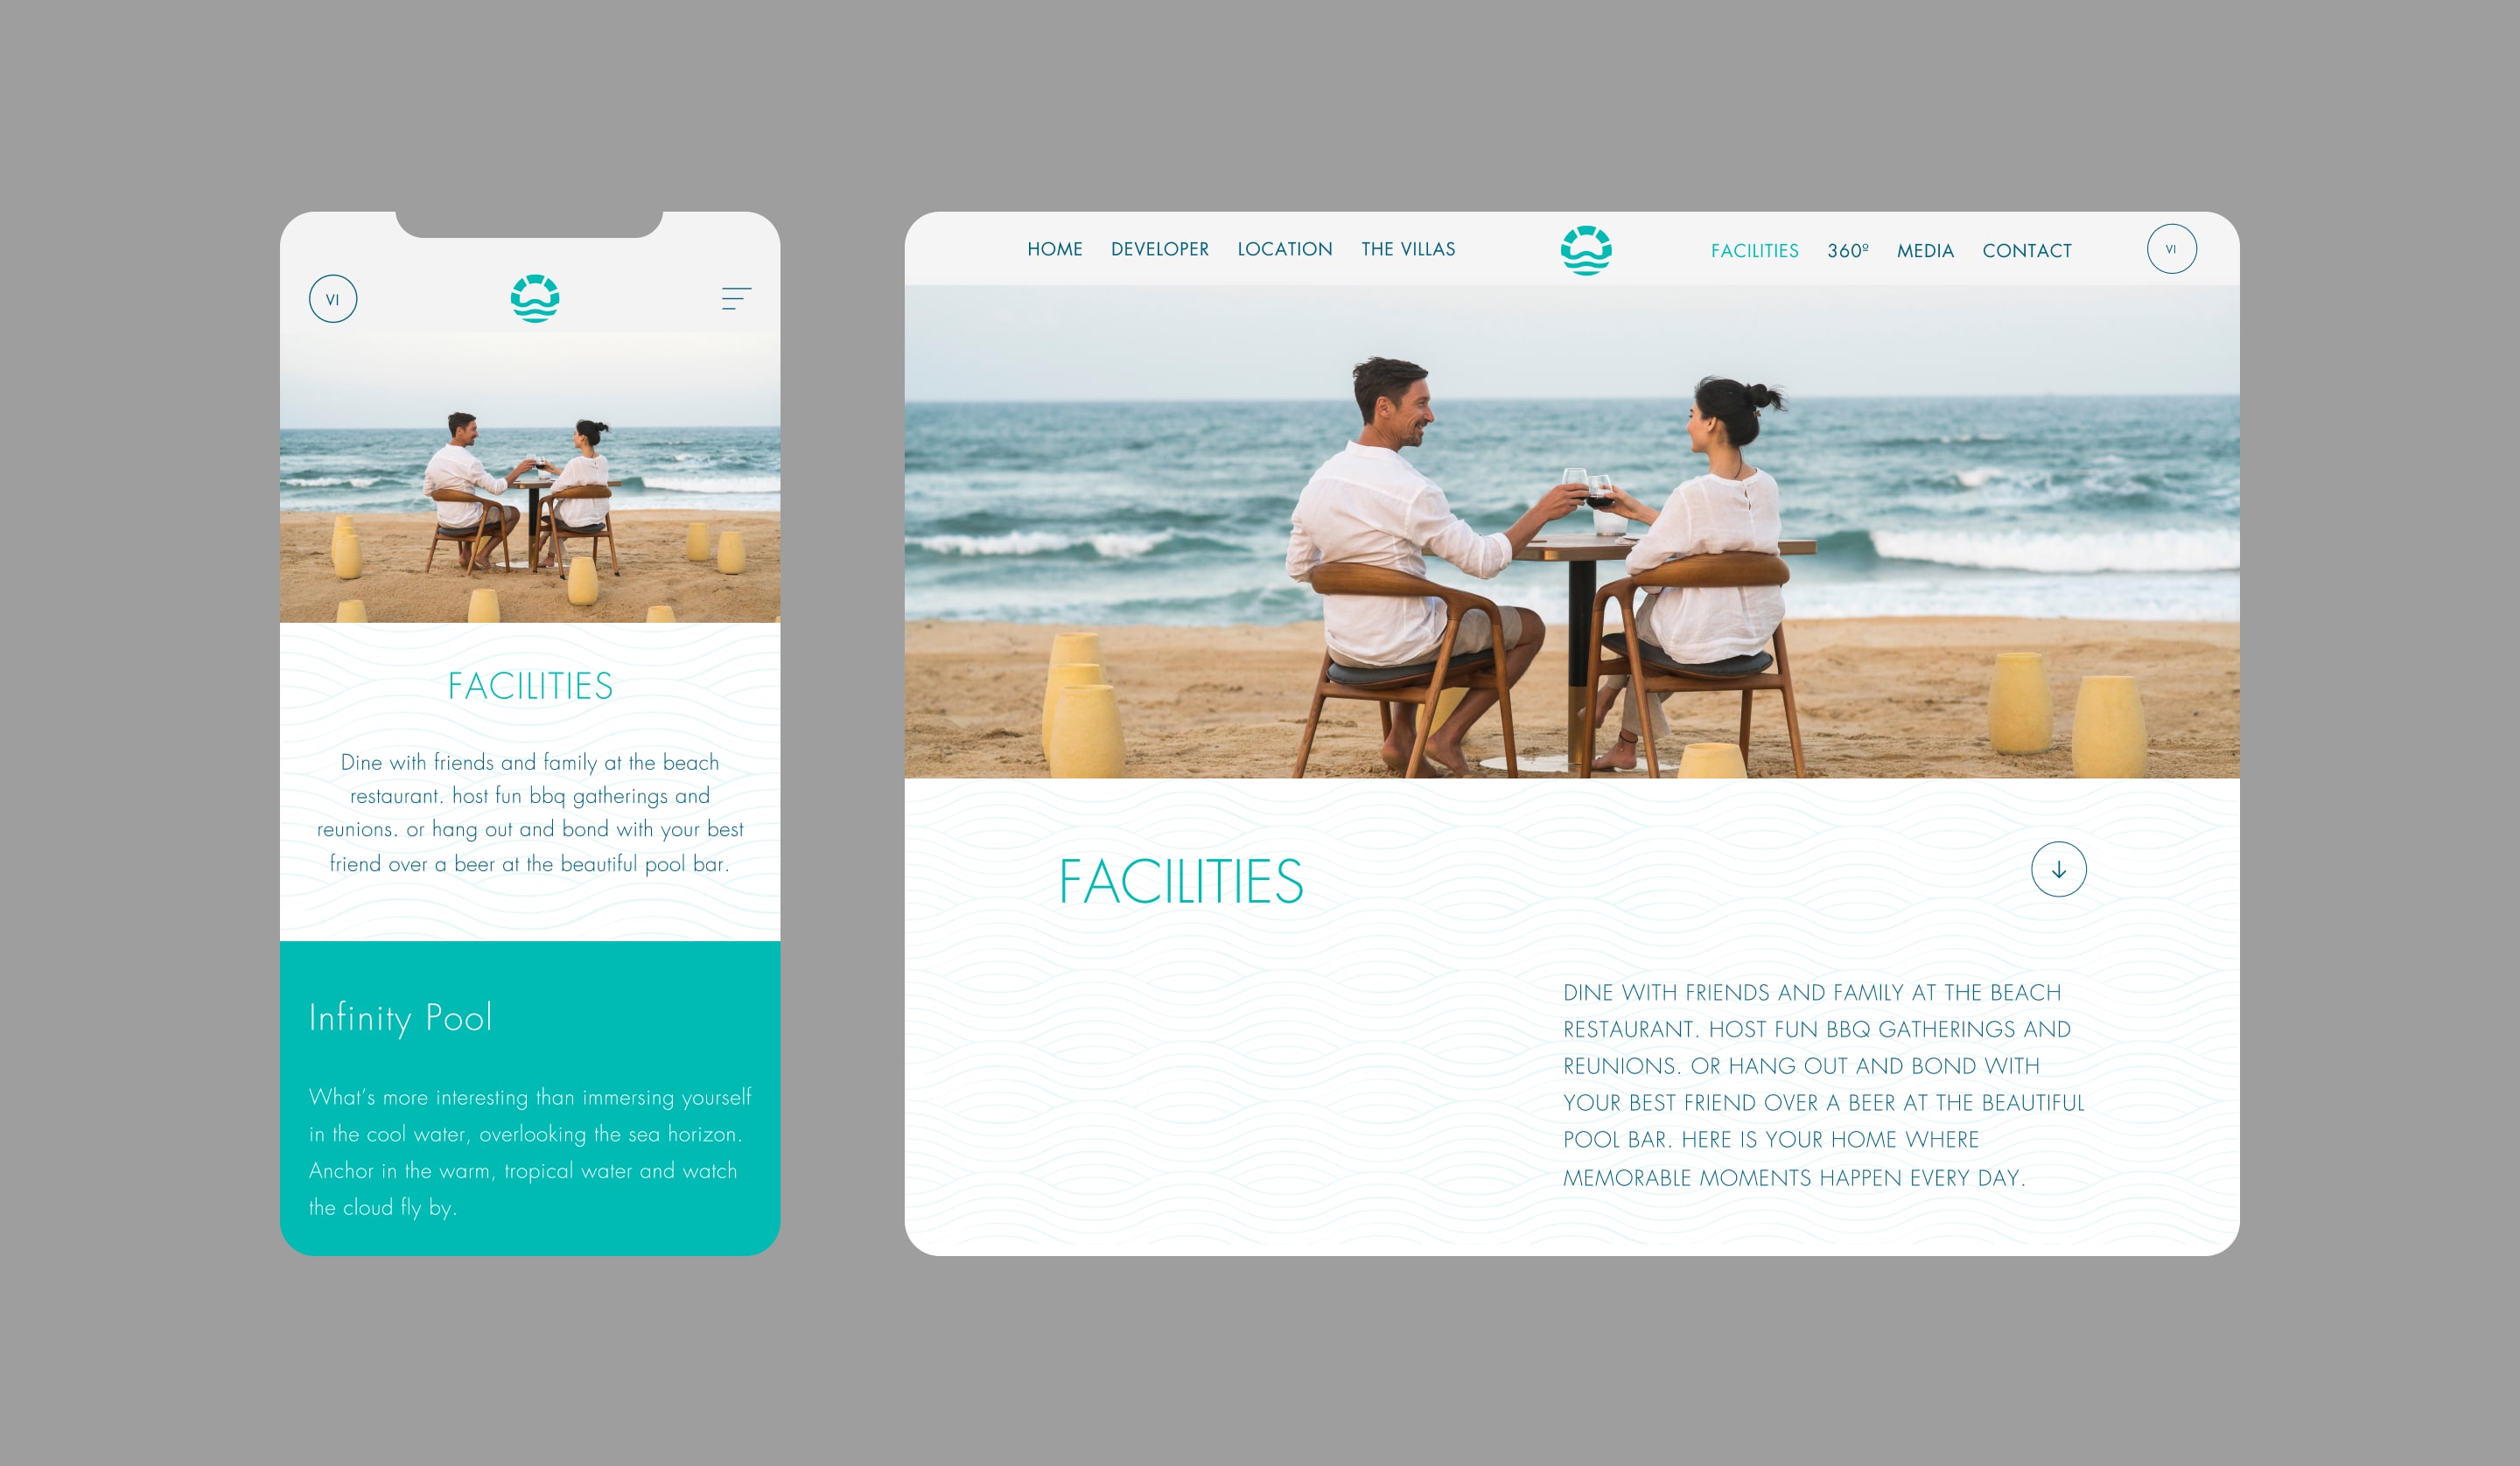 VI
FACILITIES
Dine with friends and family at the beach
restaurant. host fun bbq gatherings and
reunions. or hang out and bond with your best
friend over a beer at the beautiful pool bar.
Infinity Pool
What's more interesting than immersing yourself
in the cool water, overlooking the sea horizon.
Anchor in the warm, tropical water and watch
the cloud fly by.
HOME DEVELOPER LOCATION THE VILLAS FACILITIES 360º MEDIA CONTACT VI
FACILITIES
DINE WITH FRIENDS AND FAMILY AT THE BEACH
RESTAURANT. HOST FUN BBQ GATHERINGS AND
REUNIONS. OR HANG OUT AND BOND WITH
YOUR BEST FRIEND OVER A BEER AT THE BEAUTIFUL
POOL BAR. HERE IS YOUR HOME WHERE
MEMORABLE MOMENTS HAPPEN EVERY DAY.